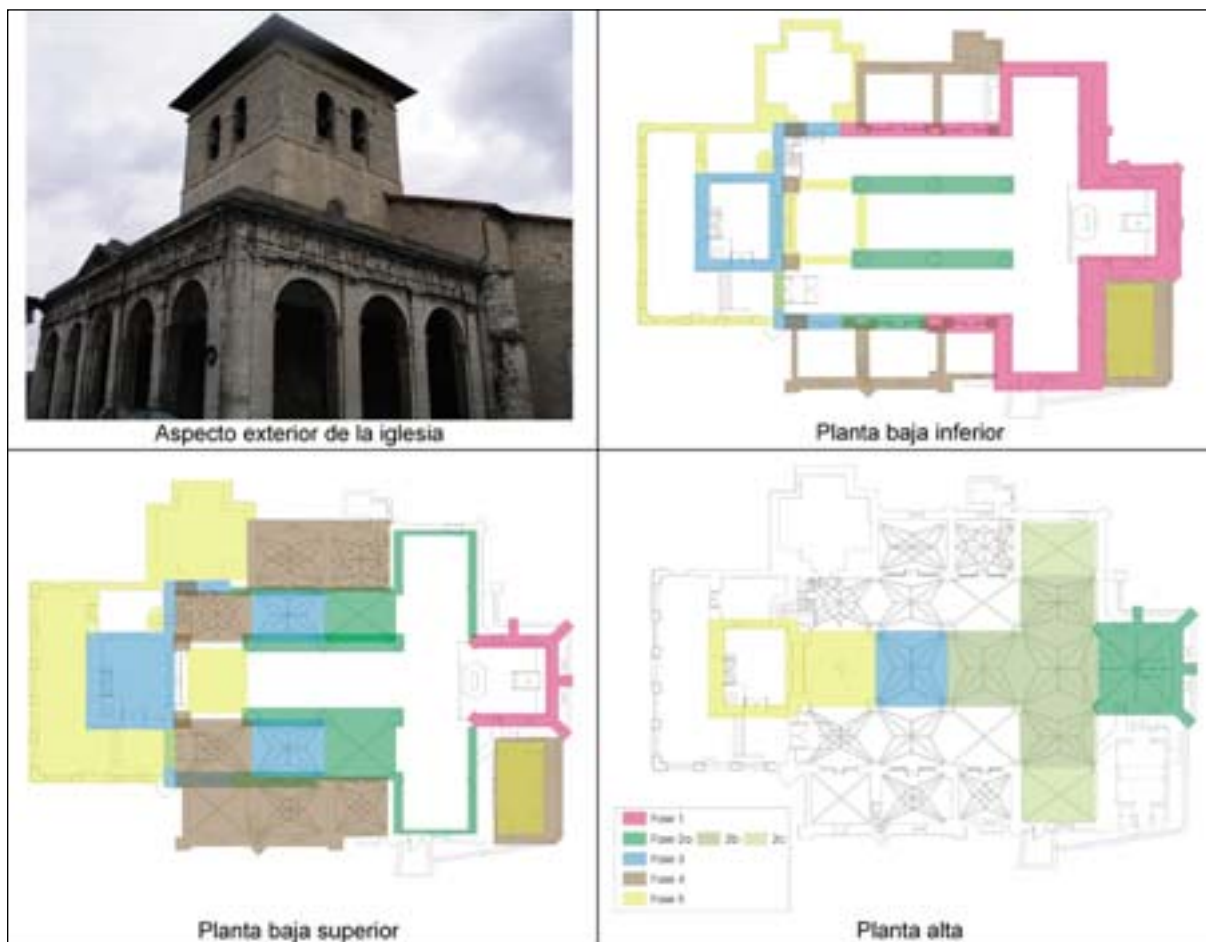 Aspecto exterior de la iglesia
Planta baja inferior
Planta baja superior
Fase 1
Fase 2a 2b 2c
Fase 3
Fase 4
Fase 5
Planta alta